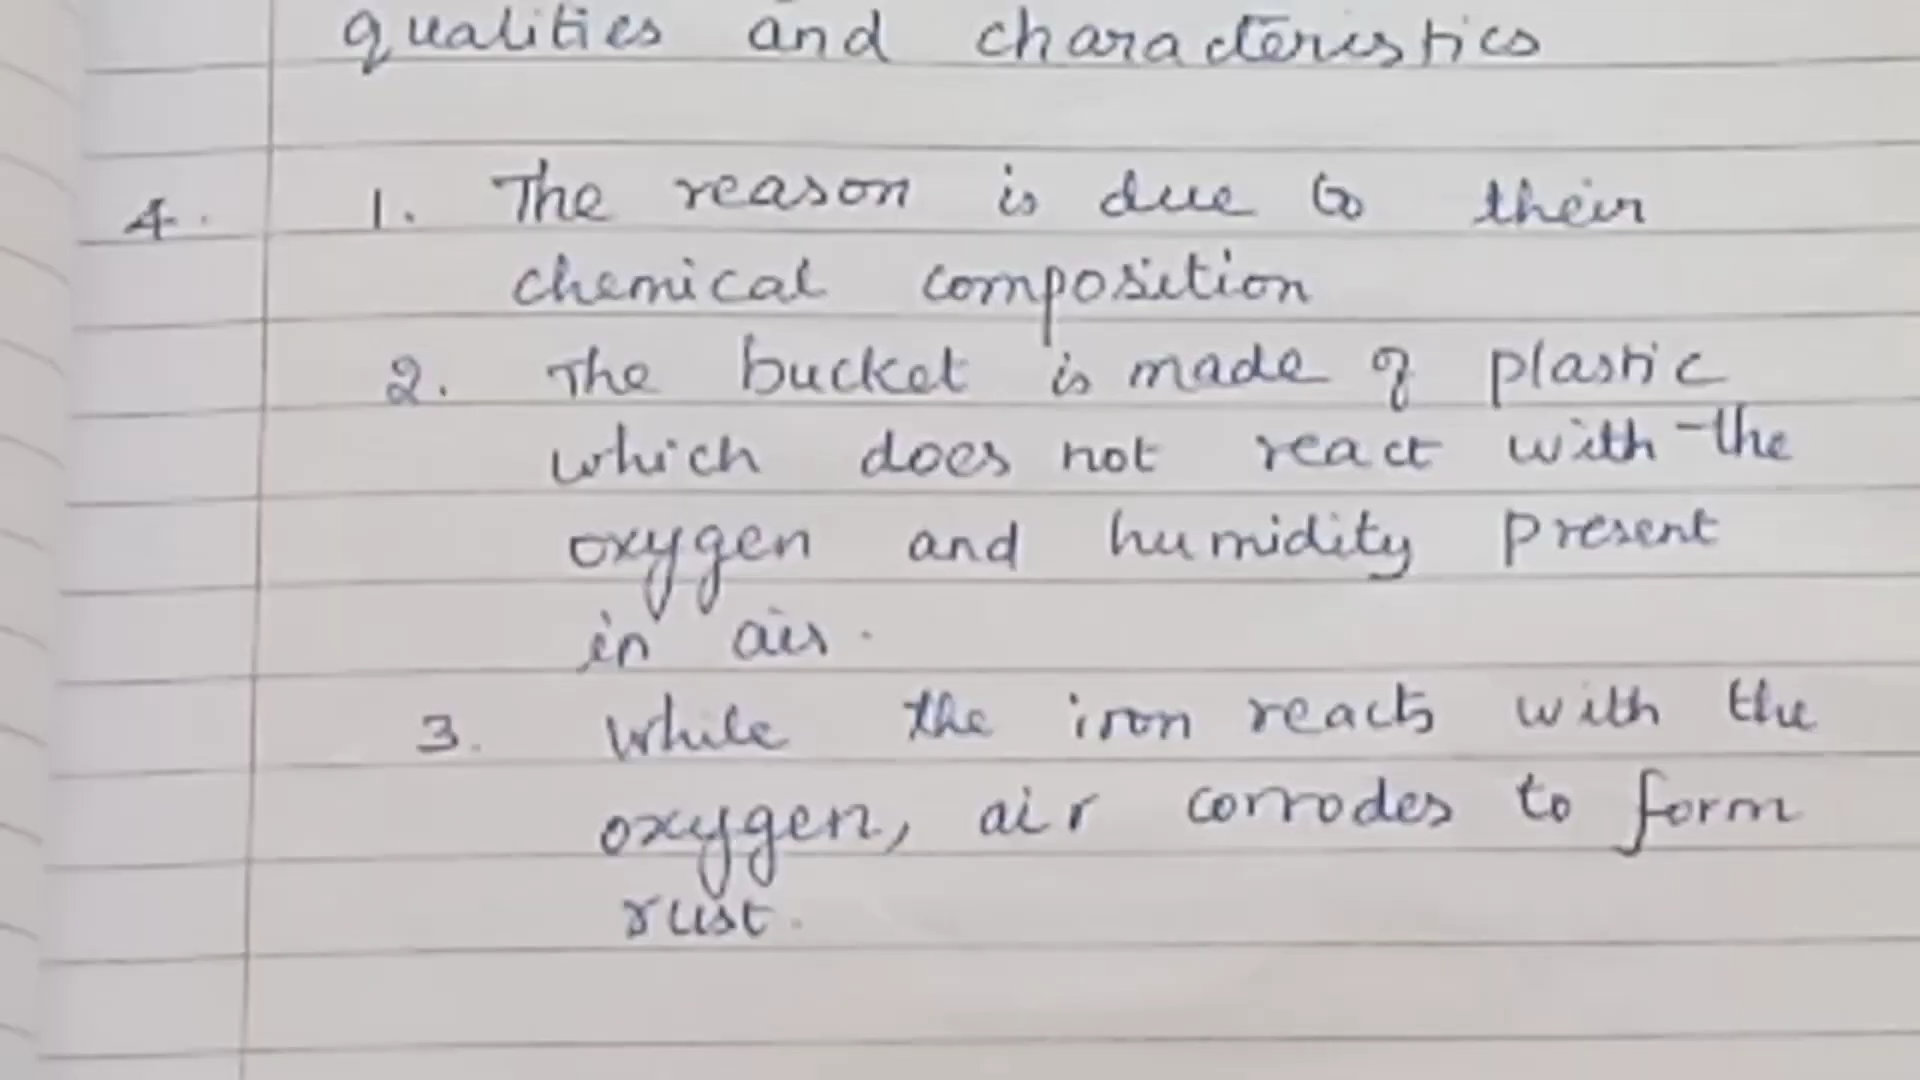 qualities and characteristics
4. 1. The reason is due to their
chemical composition
2. The bucket is made of plastic
which does not react with the
oxygen and humidity present
in air.
3. While the iron reacts with the
oxygen, air corrodes to form
rust.